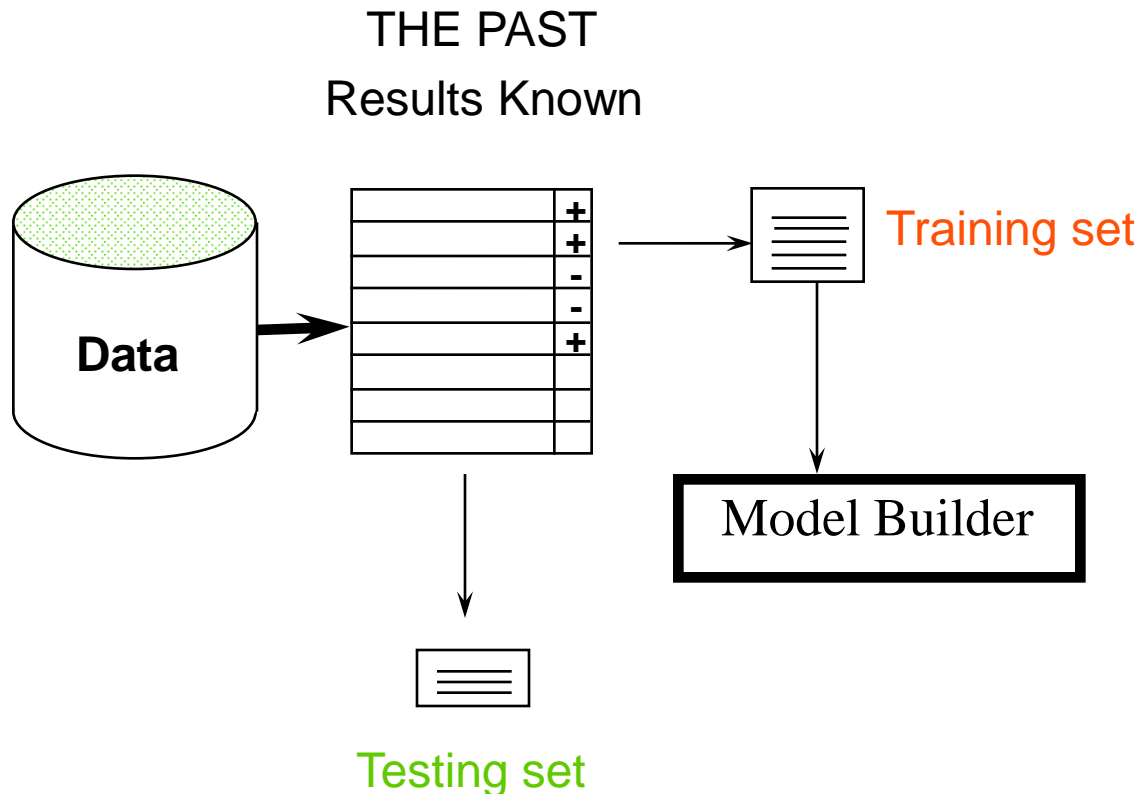 THE PAST
Results Known
+
+
-
-
+
Training set
Data
Model Builder
Testing set